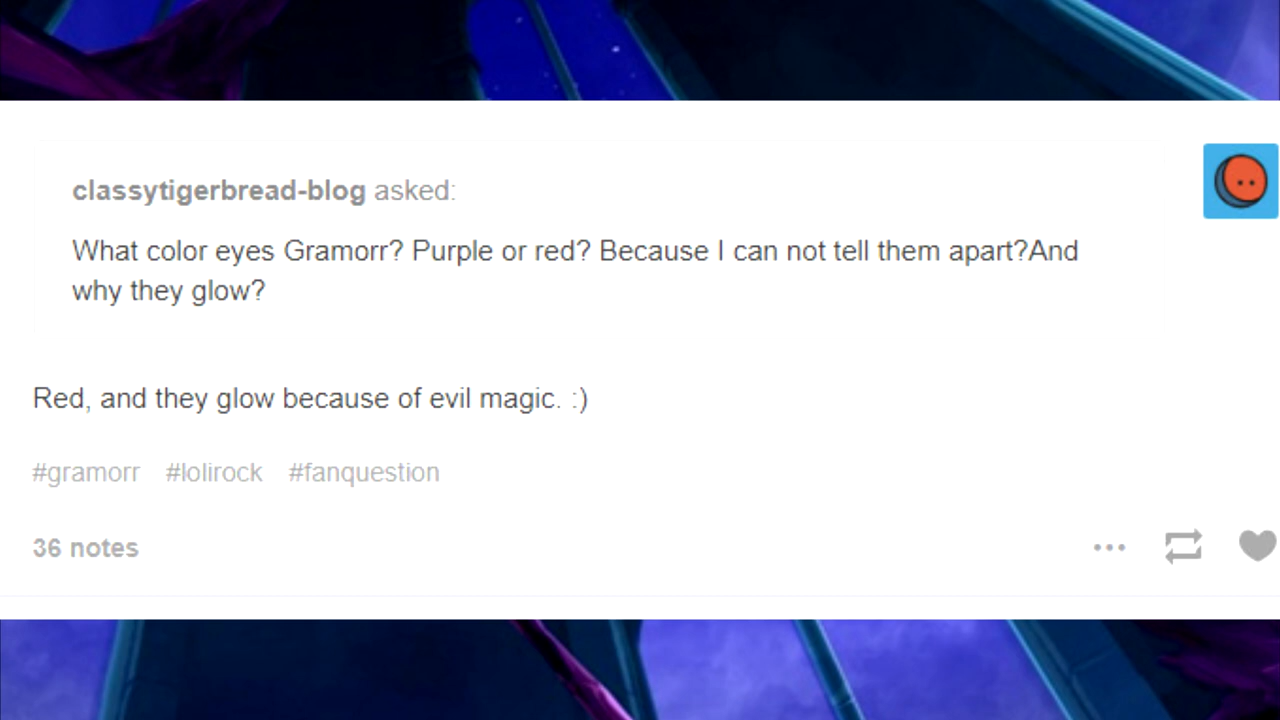 classytigerbread-blog asked:
What color eyes Gramorr? Purple or red? Because I can not tell them apart?And
why they glow?
Red, and they glow because of evil magic. :)
#gramorr #lolirock #fanquestion
36 notes